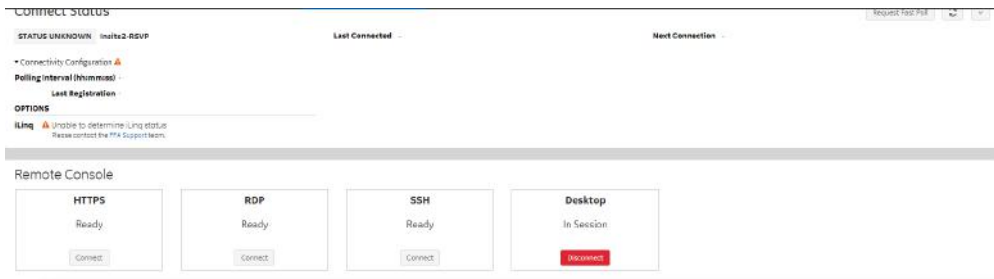 Connect Status
Request Fast Poll
STATUS UNKNOWN Insite2-RSVP
Last Connected -
Next Connection -
Connectivity Configuration
Polling Interval (hh:mm:ss) -
Last Registration -
OPTIONS
iLinq Unable to determine iLinq status
Please contact the FFA Support team.
Remote Console
HTTPS
Ready
Connect
RDP
Ready
Connect
SSH
Ready
Connect
Desktop
In Session
Disconnect